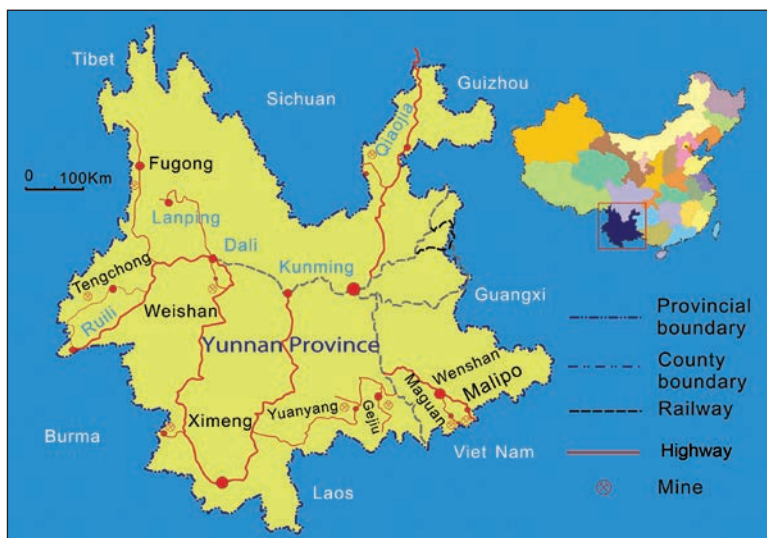 Tibet
Sichuan
Guizhou
Qiaojia
Fugong
0 100Km
Lanping
Dali
Tengchong
Kunming
Ruili
Weishan
Guangxi
Yunnan Province
Provincial
boundary
County
boundary
Railway
Highway
Mine
Wenshan
Maguan
Malipo
Yuanyang
Gejiu
Ximeng
Burma
Viet Nam
Laos